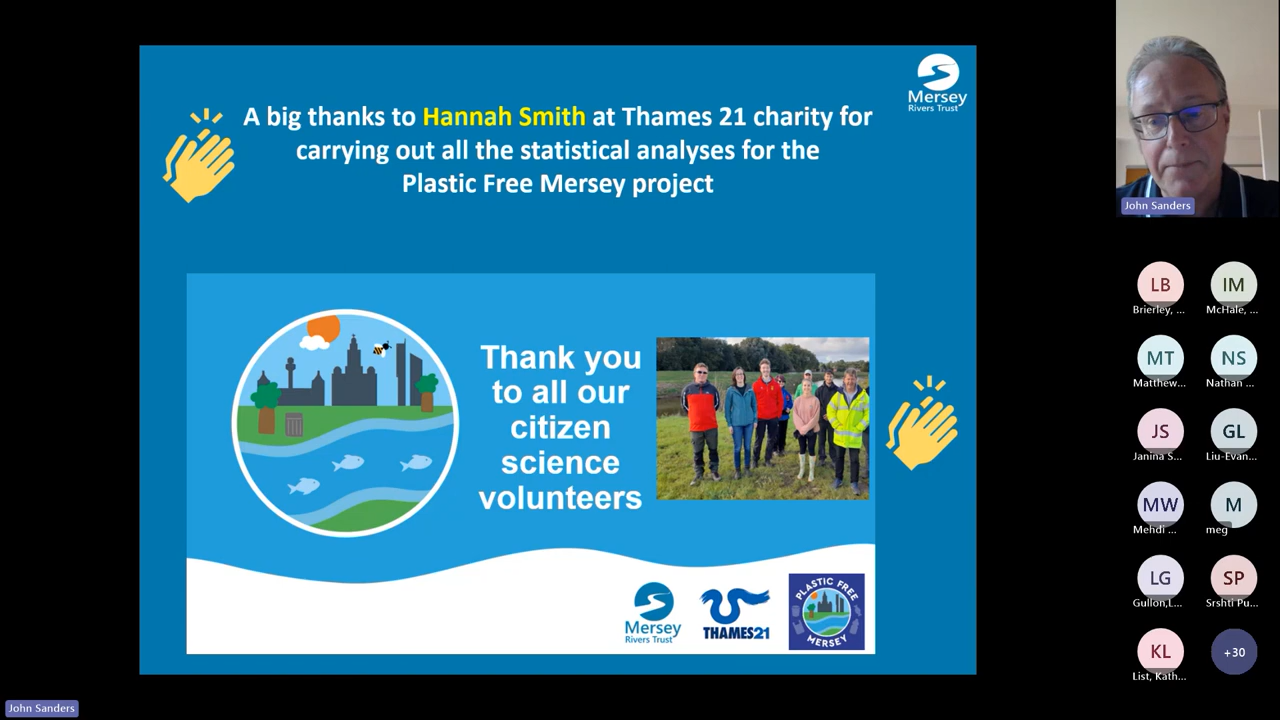 A big thanks to Hannah Smith at Thames 21 charity for
carrying out all the statistical analyses for the
Plastic Free Mersey project
Mersey
Rivers Trust
Thank you
to all our
citizen
science
volunteers
Mersey
Rivers Trust
THAMES21
PLASTIC FREE
MERSEY
John Sanders
LB
Brierley, ...
IM
McHale, ...
MT
Matthew...
NS
Nathan ...
JS
Janina S...
GL
Liu-Evan...
MW
Mehdi ...
M
meg
LG
Gullon,L...
SP
Srshti Pu...
KL
List, Kath...
+30
John Sanders